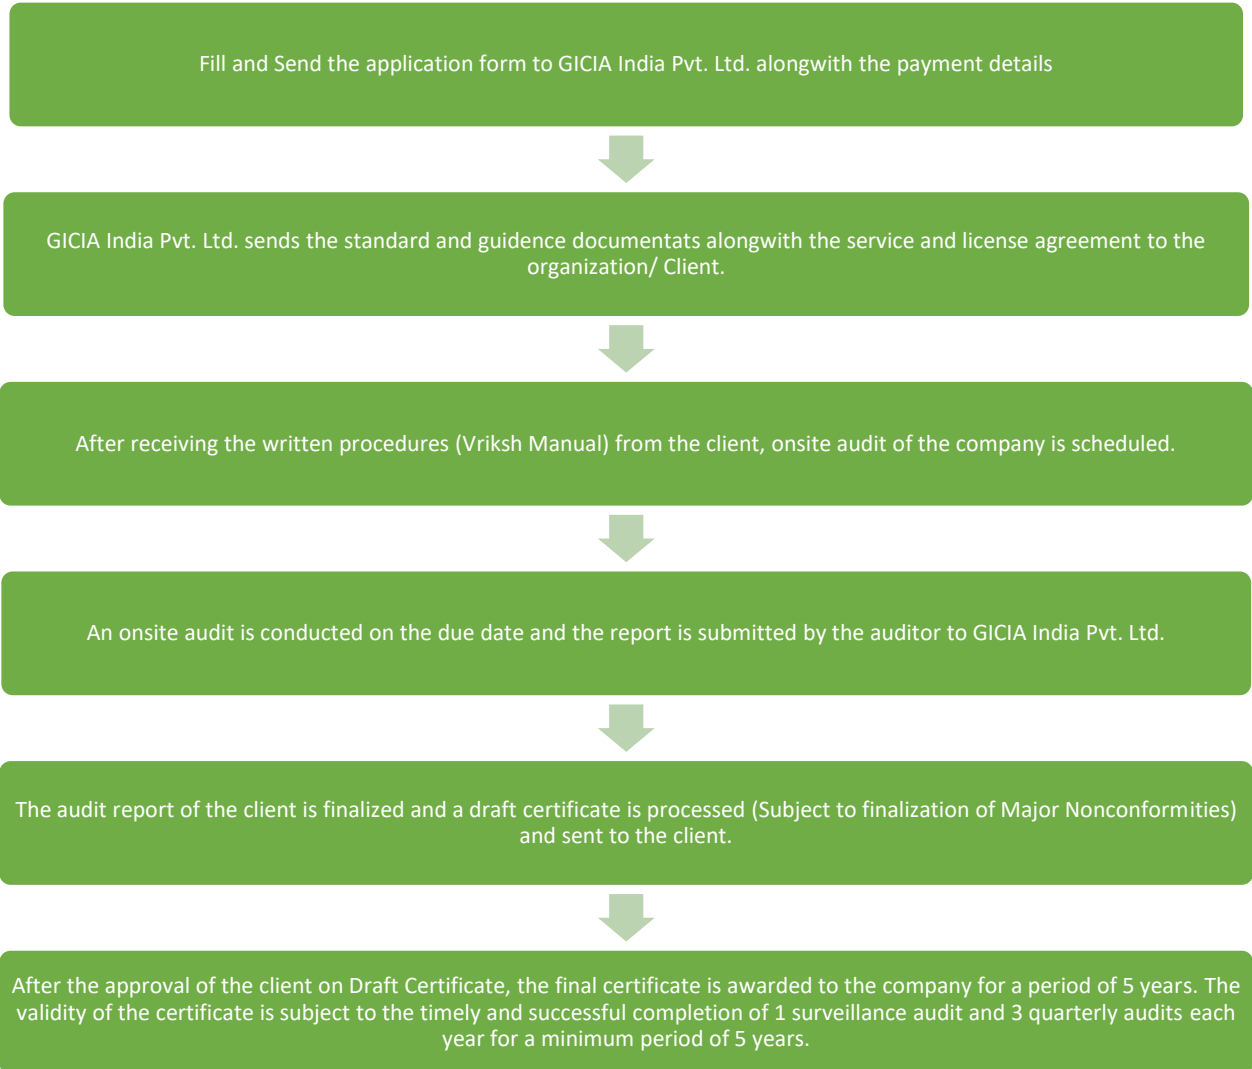 Fill and Send the application form to GICIA India Pvt. Ltd. alongwith the payment details
GICIA India Pvt. Ltd. sends the standard and guidence documentats alongwith the service and license agreement to the
organization/ Client.
After receiving the written procedures (Vriksh Manual) from the client, onsite audit of the company is scheduled.
An onsite audit is conducted on the due date and the report is submitted by the auditor to GICIA India Pvt. Ltd.
The audit report of the client is finalized and a draft certificate is processed (Subject to finalization of Major Nonconformities)
and sent to the client.
After the approval of the client on Draft Certificate, the final certificate is awarded to the company for a period of 5 years. The
validity of the certificate is subject to the timely and successful completion of 1 surveillance audit and 3 quarterly audits each
year for a minimum period of 5 years.